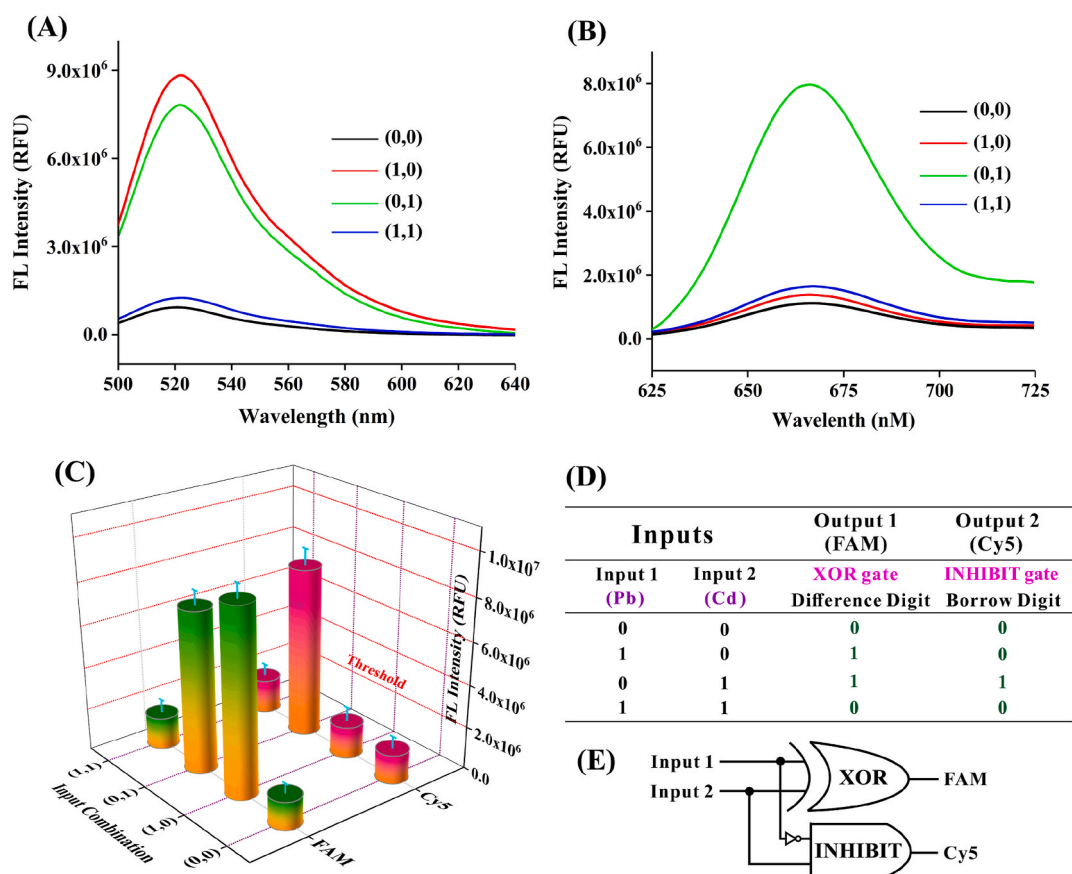 (A)
9.0x10⁶
6.0x10⁶
3.0x10⁶
0.0
FL Intensity (RFU)
(0,0)
(1,0)
(0,1)
(1,1)
500 520 540 560 580 600 620 640
Wavelength (nm)
(B)
8.0x10⁶
6.0x10⁶
4.0x10⁶
2.0x10⁶
0.0
FL Intensity (RFU)
(0,0)
(1,0)
(0,1)
(1,1)
625 650 675 700 725
Wavelenth (nM)
(C)
1.0x10⁷
8.0x10⁶
6.0x10⁶
4.0x10⁶
2.0x10⁶
0.0
FL Intensity (RFU)
Threshold
(1,1)
(0,1)
(1,0)
(0,0)
Input Combination
Cy5
FAM
(D)
Inputs Output 1 Output 2
(FAM) (Cy5)
Input 1 Input 2 XOR gate INHIBIT gate
(Pb) (Cd) Difference Digit Borrow Digit
0 0 0 0
1 0 1 0
0 1 1 1
1 1 0 0
(E)
Input 1
Input 2
XOR
FAM
INHIBIT
Cy5